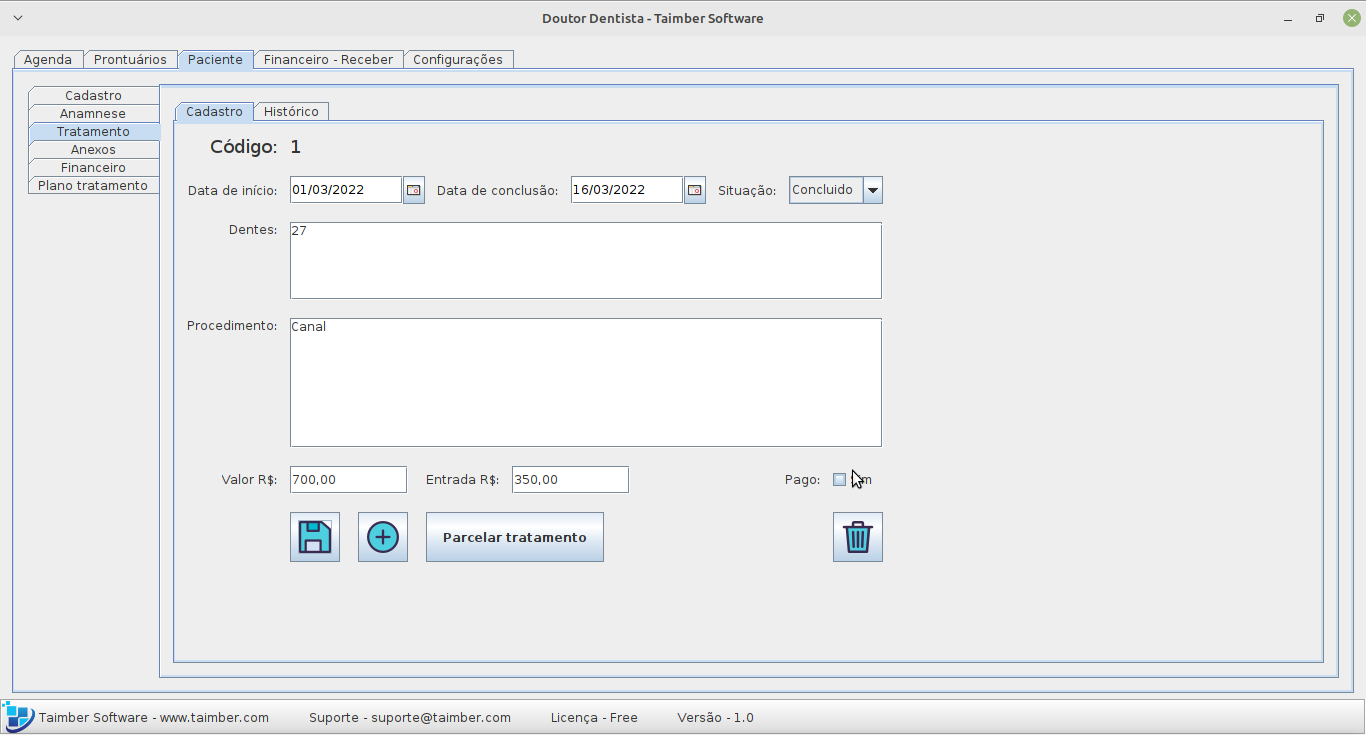 Doutor Dentista - Taimber Software
Agenda Prontuários Paciente Financeiro - Receber Configurações
Cadastro
Anamnese
Tratamento
Anexos
Financeiro
Plano tratamento
Cadastro Histórico
Código: 1
Data de início: 01/03/2022 Data de conclusão: 16/03/2022 Situação: Concluido
Dentes: 27
Procedimento: Canal
Valor R$: 700,00 Entrada R$: 350,00 Pago:
Parcelar tratamento
Taimber Software - www.taimber.com Suporte - suporte@taimber.com Licença - Free Versão - 1.0